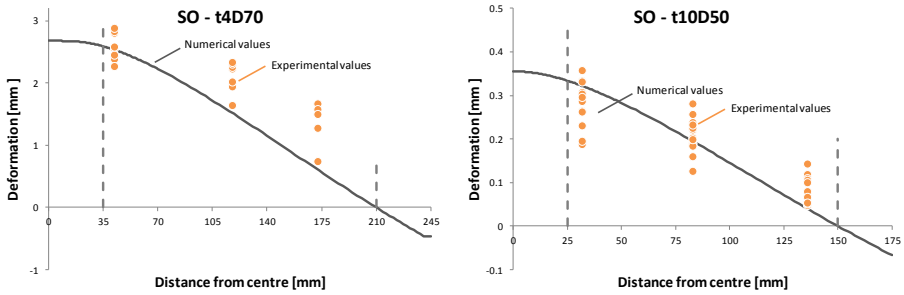 SO - t4D70
3
2
1
0
-1
0
35
70
105
140
175
210
245
Numerical values
Experimental values
Deformation [mm ]
Distance from centre [mm]
SO - t10D50
0.5
0.4
0.3
0.2
0.1
0
-0.1
0
25
50
75
100
125
150
175
Numerical values
Experimental values
Deformation [mm ]
Distance from centre [mm]